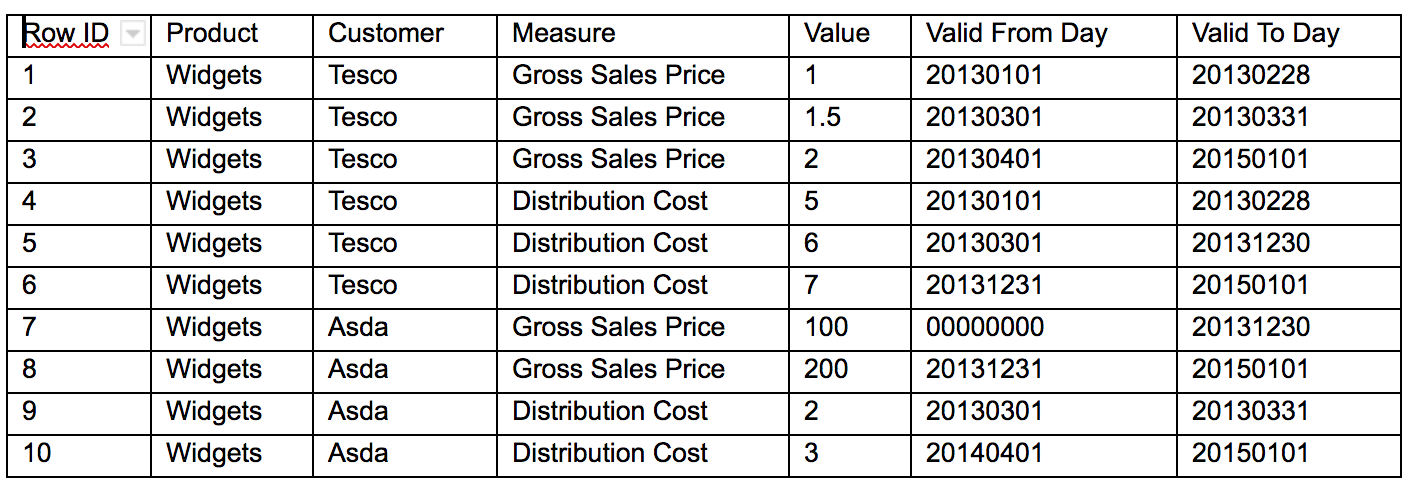 Row ID Product Customer Measure Value Valid From Day Valid To Day
1 Widgets Tesco Gross Sales Price 1 20130101 20130228
2 Widgets Tesco Gross Sales Price 1.5 20130301 20130331
3 Widgets Tesco Gross Sales Price 2 20130401 20150101
4 Widgets Tesco Distribution Cost 5 20130101 20130228
5 Widgets Tesco Distribution Cost 6 20130301 20131230
6 Widgets Tesco Distribution Cost 7 20131231 20150101
7 Widgets Asda Gross Sales Price 100 00000000 20131230
8 Widgets Asda Gross Sales Price 200 20131231 20150101
9 Widgets Asda Distribution Cost 2 20130301 20130331
10 Widgets Asda Distribution Cost 3 20140401 20150101